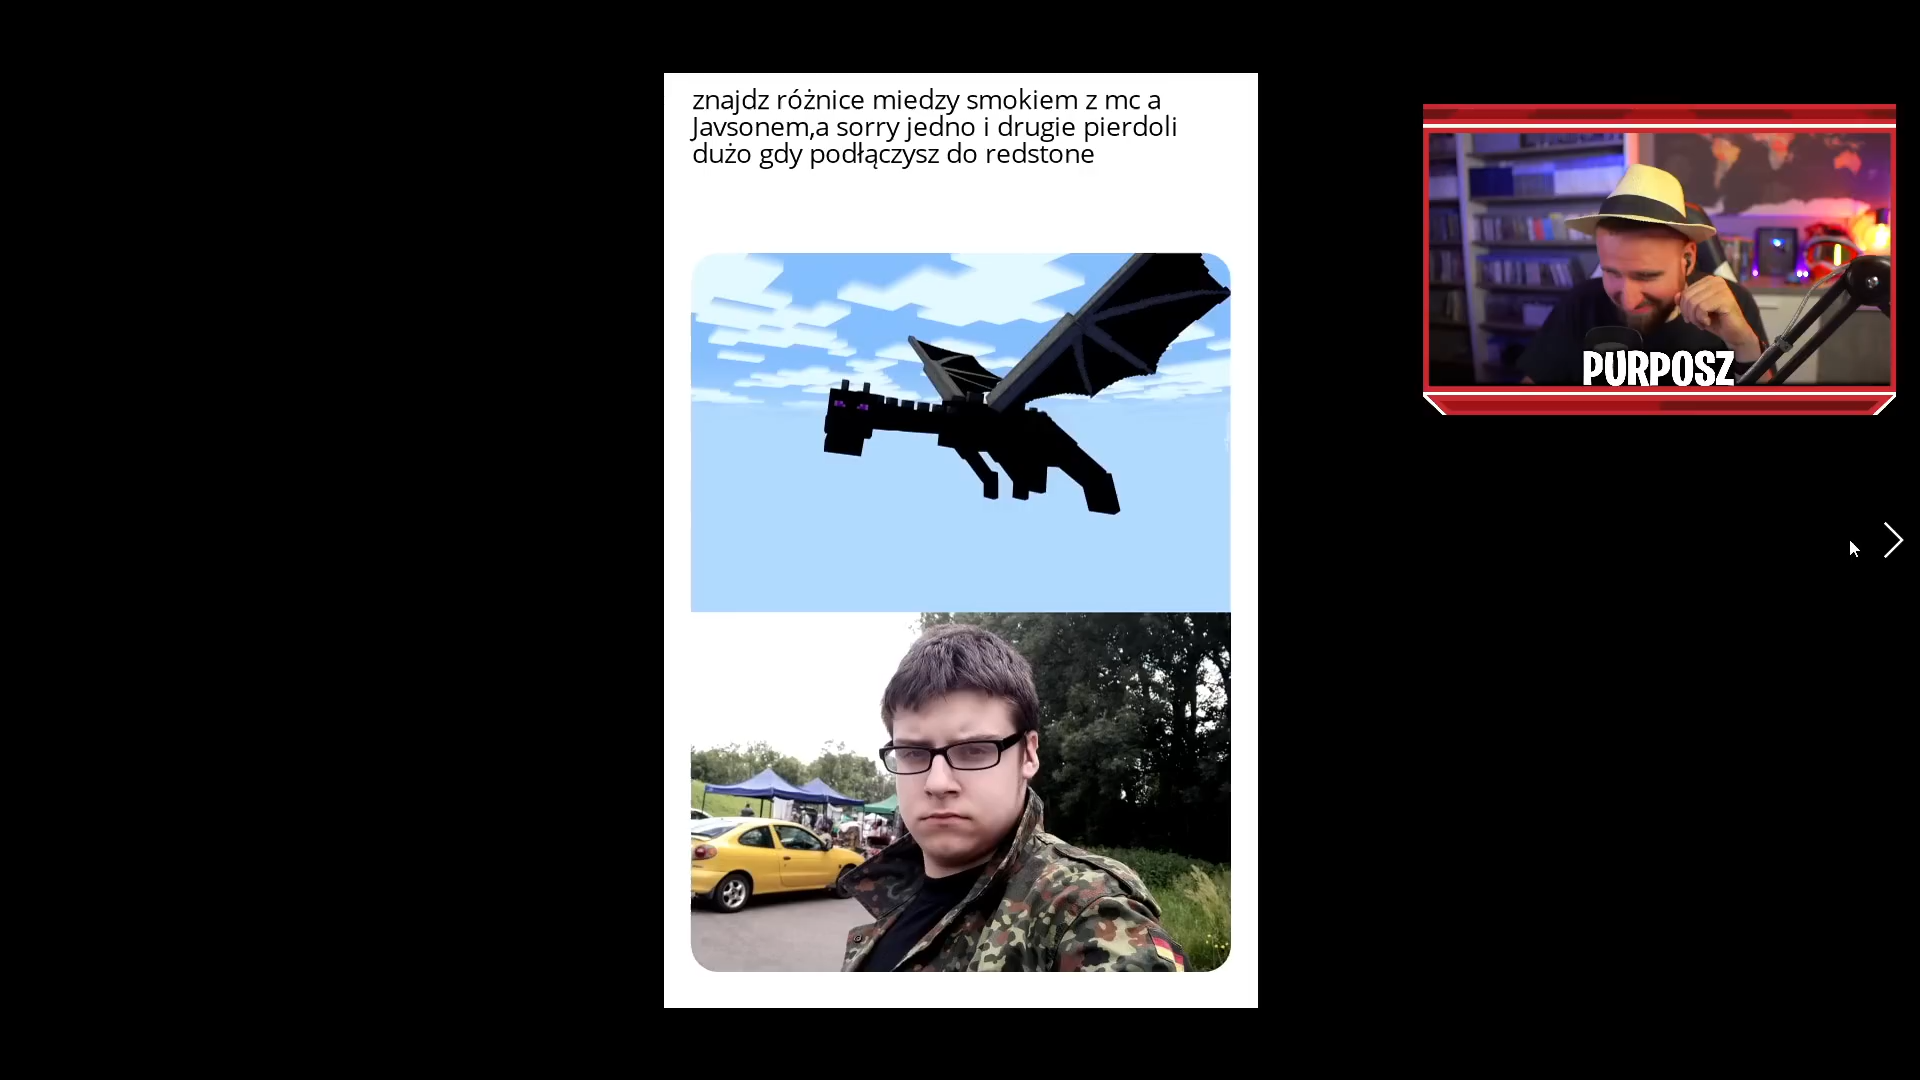 znajdz różnice miedzy smokiem z mc a
Javsonem,a sorry jedno i drugie pierdoli
dużo gdy podłączysz do redstone
PURPOSZ